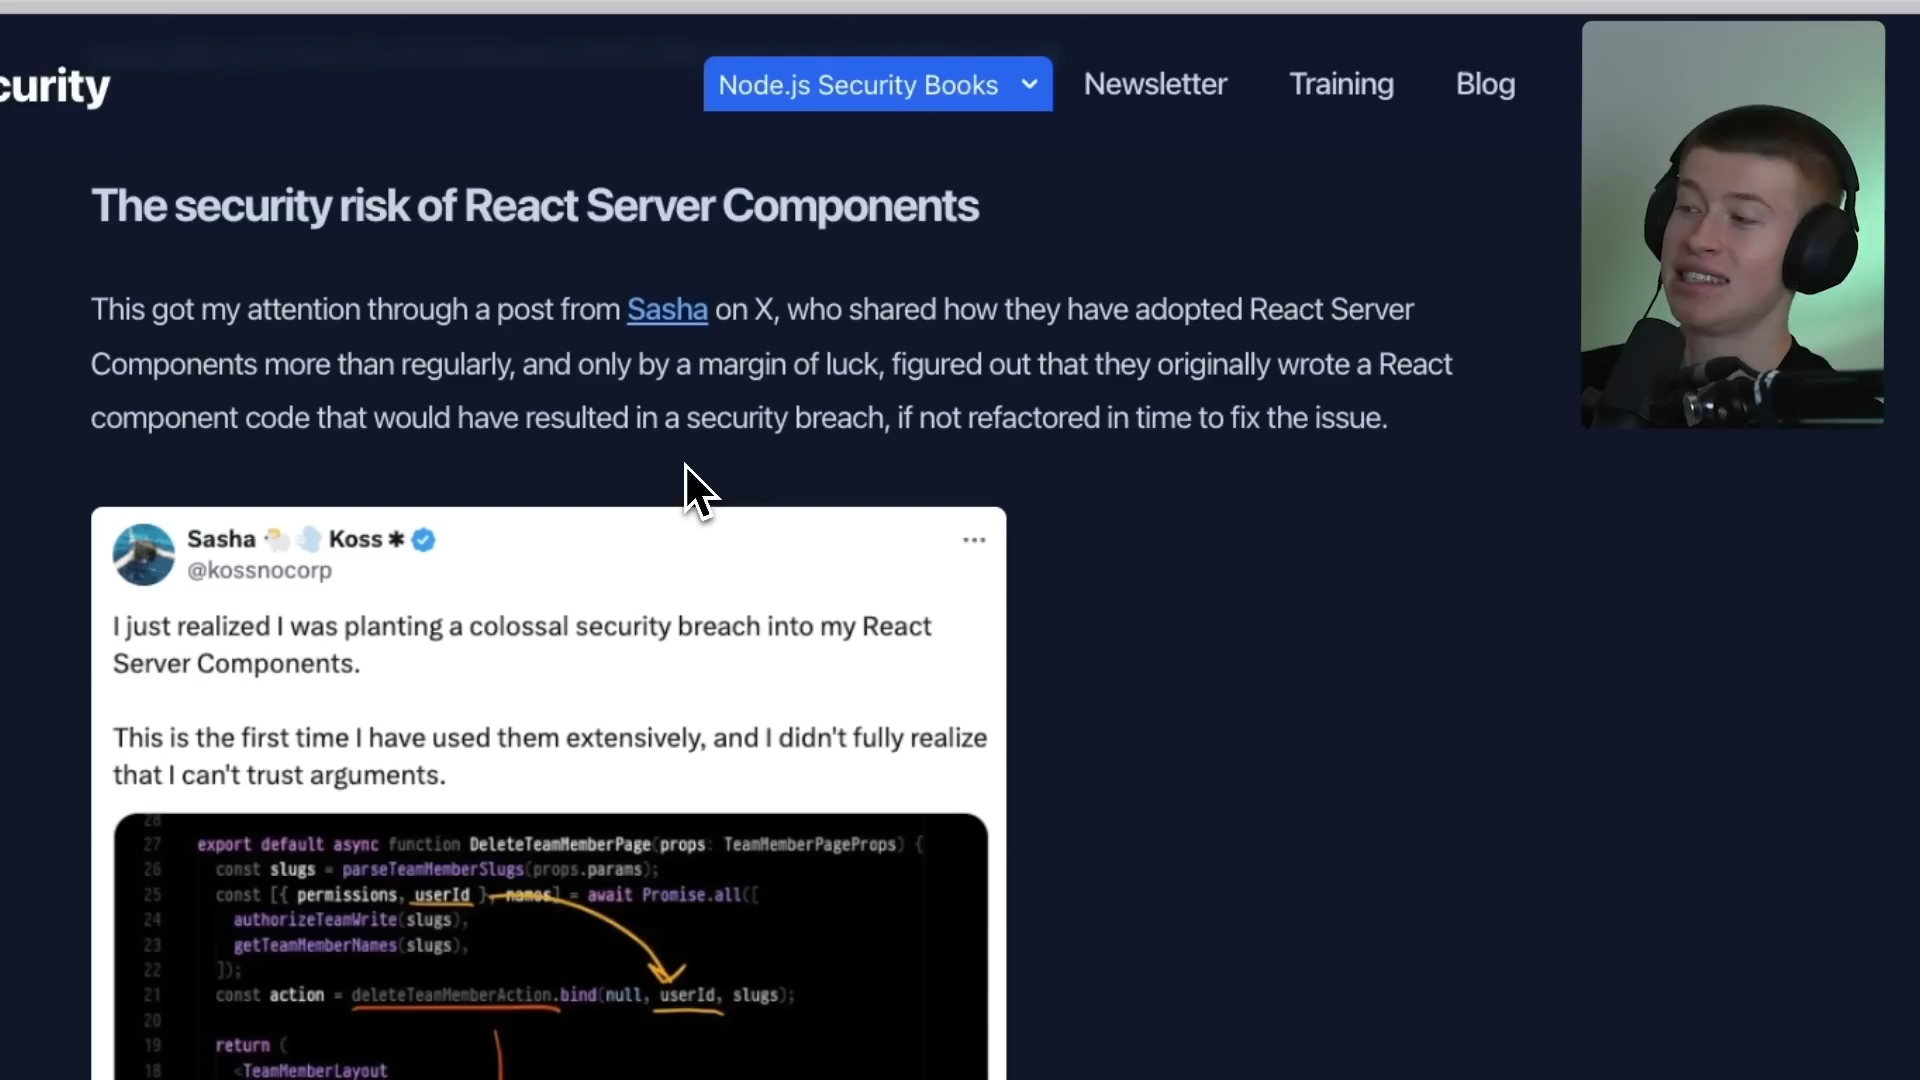 curity
Node.js Security Books
Newsletter
Training
Blog
The security risk of React Server Components
This got my attention through a post from Sasha on X, who shared how they have adopted React Server
Components more than regularly, and only by a margin of luck, figured out that they originally wrote a React
component code that would have resulted in a security breach, if not refactored in time to fix the issue.
Sasha 🐑💨 Koss ✱
@kossnocorp
I just realized I was planting a colossal security breach into my React
Server Components.
This is the first time I have used them extensively, and I didn't fully realize
that I can't trust arguments.
28
27 export default async function DeleteTeamMemberPage(props: TeamMemberPageProps) {
26 const slugs = parseTeamMemberSlugs(props.params);
25 const [{ permissions, userId }, names] = await Promise.all([
24 authorizeTeamWrite(slugs),
23 getTeamMemberNames(slugs),
22 ]);
21 const action = deleteTeamMemberAction.bind(null, userId, slugs);
20
19 return (
18 <TeamMemberLayout